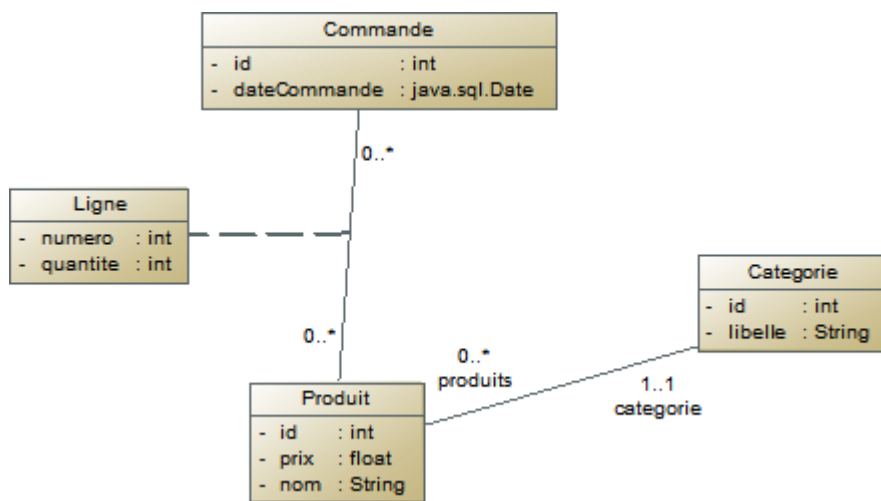 Commande
- id : int
- dateCommande : java.sql.Date
0..*
Ligne
- numero : int
- quantite : int
Categorie
- id : int
- libelle : String
0..*
0..*
produits
1..1
categorie
Produit
- id : int
- prix : float
- nom : String